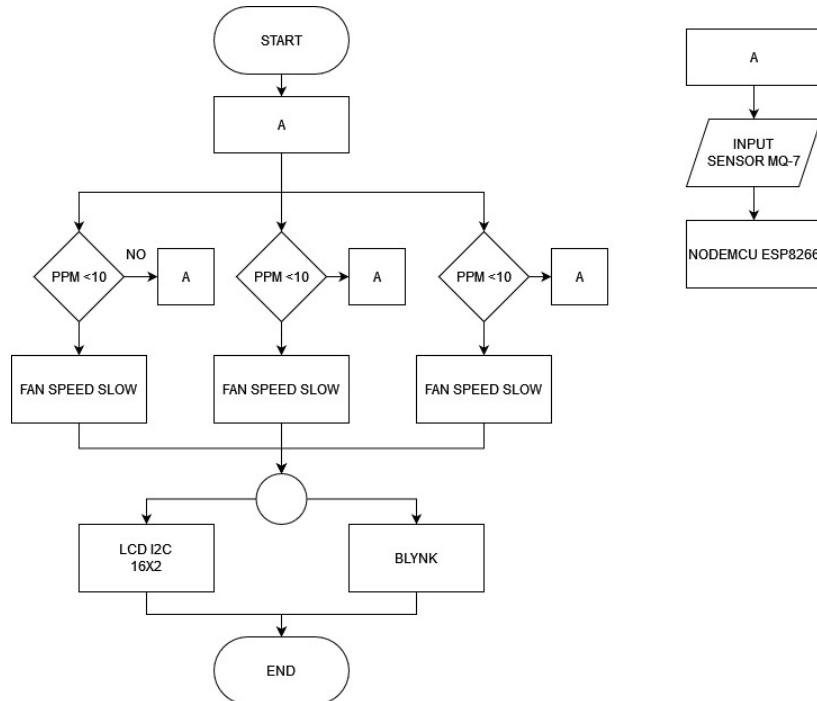 START
A
A
INPUT
SENSOR MQ-7
NODEMCU ESP8266
PPM <10
NO
A
PPM <10
A
PPM <10
A
FAN SPEED SLOW
FAN SPEED SLOW
FAN SPEED SLOW
LCD I2C
16X2
BLYNK
END